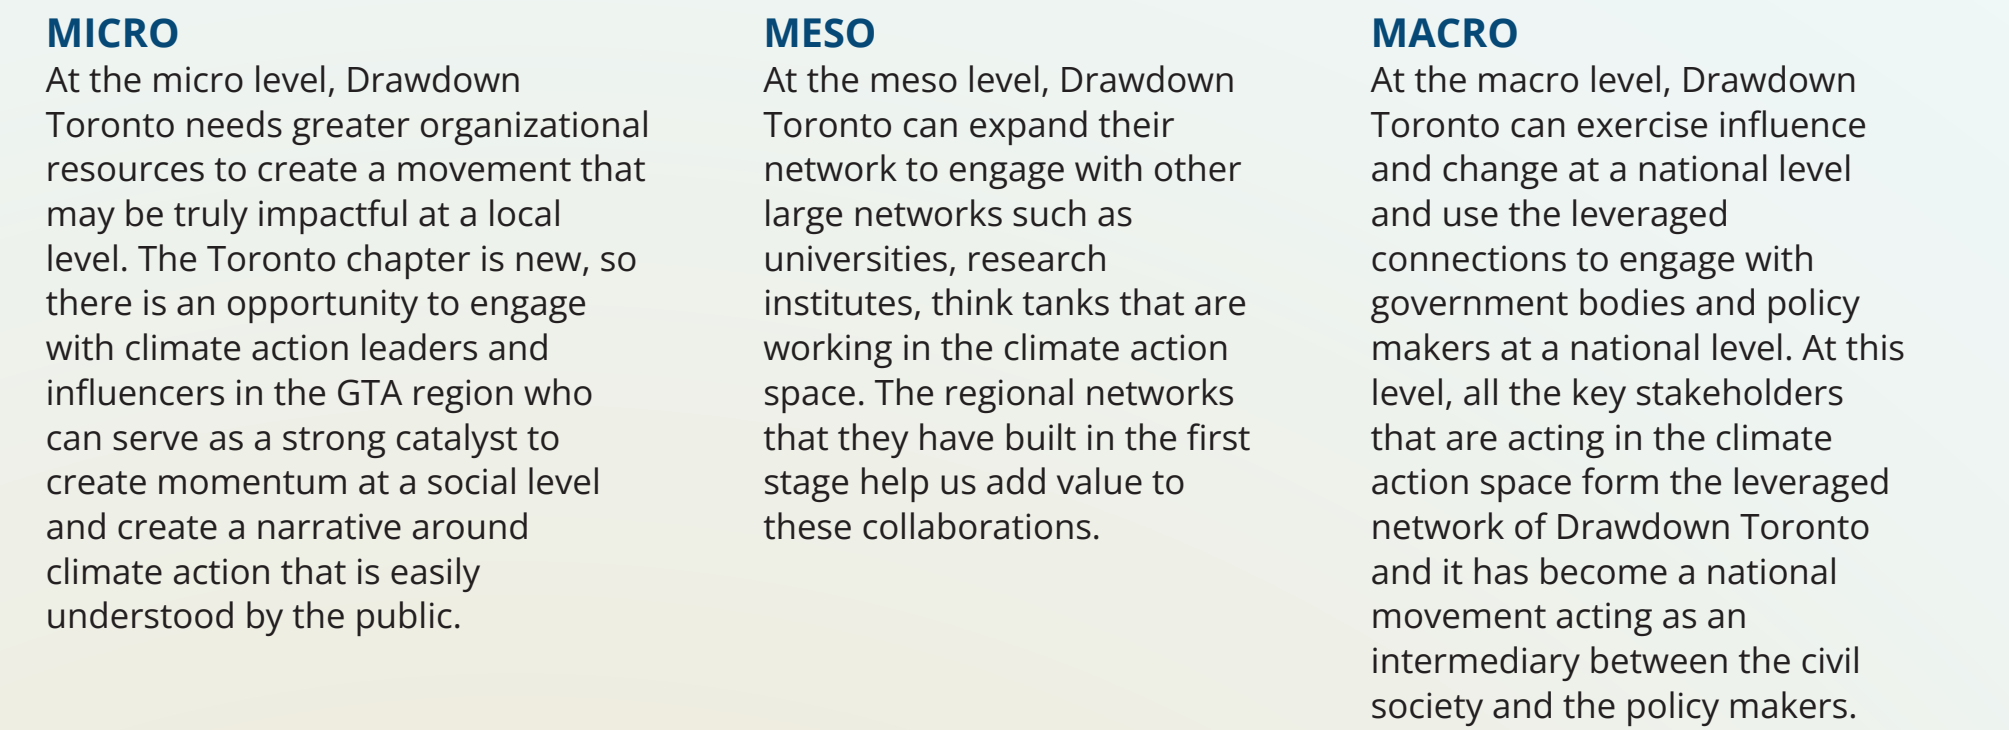 MICRO
At the micro level, Drawdown
Toronto needs greater organizational
resources to create a movement that
may be truly impactful at a local
level. The Toronto chapter is new, so
there is an opportunity to engage
with climate action leaders and
influencers in the GTA region who
can serve as a strong catalyst to
create momentum at a social level
and create a narrative around
climate action that is easily
understood by the public.
MESO
At the meso level, Drawdown
Toronto can expand their
network to engage with other
large networks such as
universities, research
institutes, think tanks that are
working in the climate action
space. The regional networks
that they have built in the first
stage help us add value to
these collaborations.
MACRO
At the macro level, Drawdown
Toronto can exercise influence
and change at a national level
and use the leveraged
connections to engage with
government bodies and policy
makers at a national level. At this
level, all the key stakeholders
that are acting in the climate
action space form the leveraged
network of Drawdown Toronto
and it has become a national
movement acting as an
intermediary between the civil
society and the policy makers.